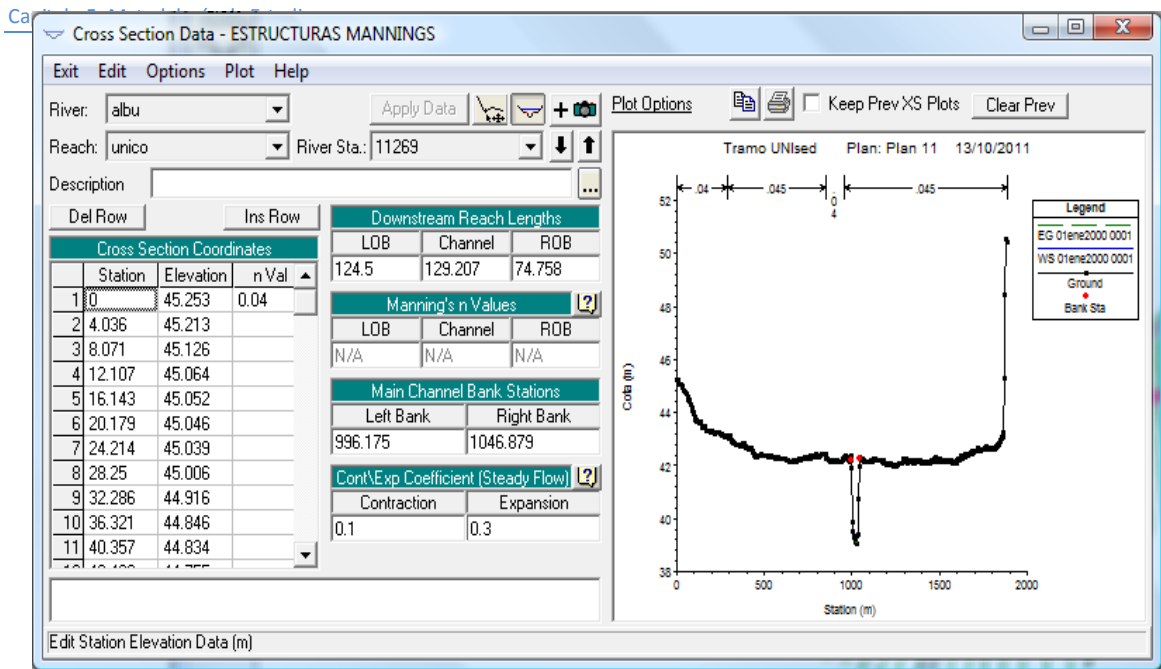 Cross Section Data - ESTRUCTURAS MANNINGS
Exit Edit Options Plot Help
River: albu Apply Data Plot Options Keep Prev XS Plots Clear Prev
Reach: unico River Sta.: 11269
Description ...
Del Row Ins Row
Cross Section Coordinates
Station Elevation n Val
1 0 45.253 0.04
2 4.036 45.213
3 8.071 45.126
4 12.107 45.064
5 16.143 45.052
6 20.179 45.046
7 24.214 45.039
8 28.25 45.006
9 32.286 44.916
10 36.321 44.846
11 40.357 44.834
Downstream Reach Lengths
LOB Channel ROB
124.5 129.207 74.758
Manning's n Values
LOB Channel ROB
N/A N/A N/A
Main Channel Bank Stations
Left Bank Right Bank
996.175 1046.879
Cont\Exp Coefficient (Steady Flow)
Contraction Expansion
0.1 0.3
Tramo UNIsed Plan: Plan 11 13/10/2011
.04 .045 .04 .045
52
50
48
46
44
42
40
38
Cota (m)
0 500 1000 1500 2000
Station (m)
Legend
EG 01ene2000 0001
WS 01ene2000 0001
Ground
Bank Sta
Edit Station Elevation Data (m)